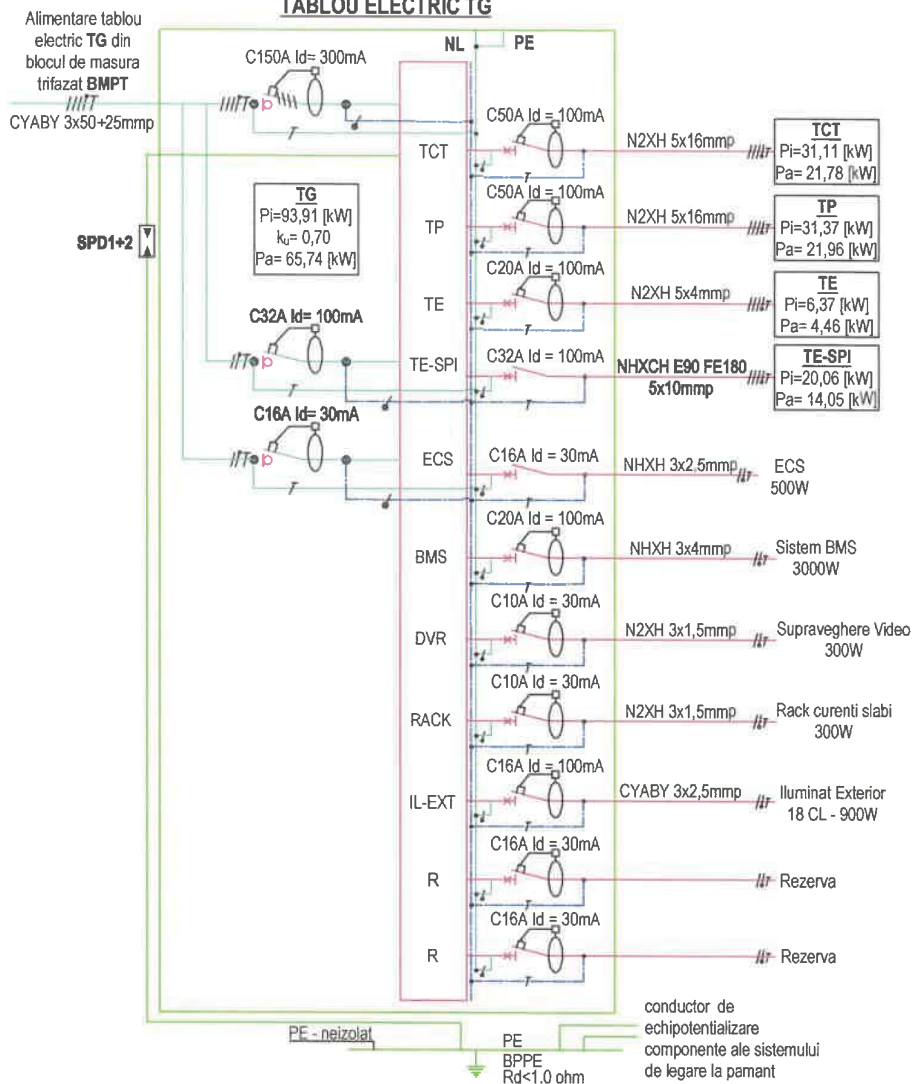 TABLOU ELECTRIC TG
Alimentare tablou
electric TG din
blocul de masura
trifazat BMPT
CYABY 3x50+25mmp
NL
PE
C150A Id= 300mA
SPD1+2
TG
Pi=93,91 [kW]
ku= 0,70
Pa= 65,74 [kW]
C32A Id= 100mA
C16A Id= 30mA
TCT
C50A Id= 100mA
N2XH 5x16mmp
TCT
Pi=31,11 [kW]
Pa= 21,78 [kW]
TP
C50A Id = 100mA
N2XH 5x16mmp
TP
Pi=31,37 [kW]
Pa= 21,96 [kW]
TE
C20A Id = 100mA
N2XH 5x4mmp
TE
Pi=6,37 [kW]
Pa= 4,46 [kW]
TE-SPI
C32A Id = 100mA
NHXCH E90 FE180
5x10mmp
TE-SPI
Pi=20,06 [kW]
Pa= 14,05 [kW]
ECS
C16A Id = 30mA
NHXH 3x2,5mmp
ECS
500W
BMS
C20A Id = 100mA
NHXH 3x4mmp
Sistem BMS
3000W
DVR
C10A Id = 30mA
N2XH 3x1,5mmp
Supraveghere Video
300W
RACK
C10A Id = 30mA
N2XH 3x1,5mmp
Rack curenti slabi
300W
IL-EXT
C16A Id = 100mA
CYABY 3x2,5mmp
Iluminat Exterior
18 CL - 900W
R
C16A Id = 30mA
Rezerva
R
C16A Id = 30mA
Rezerva
PE - neizolat
PE
BPPE
Rd<1.0 ohm
conductor de
echipotentializare
componente ale sistemului
de legare la pamant